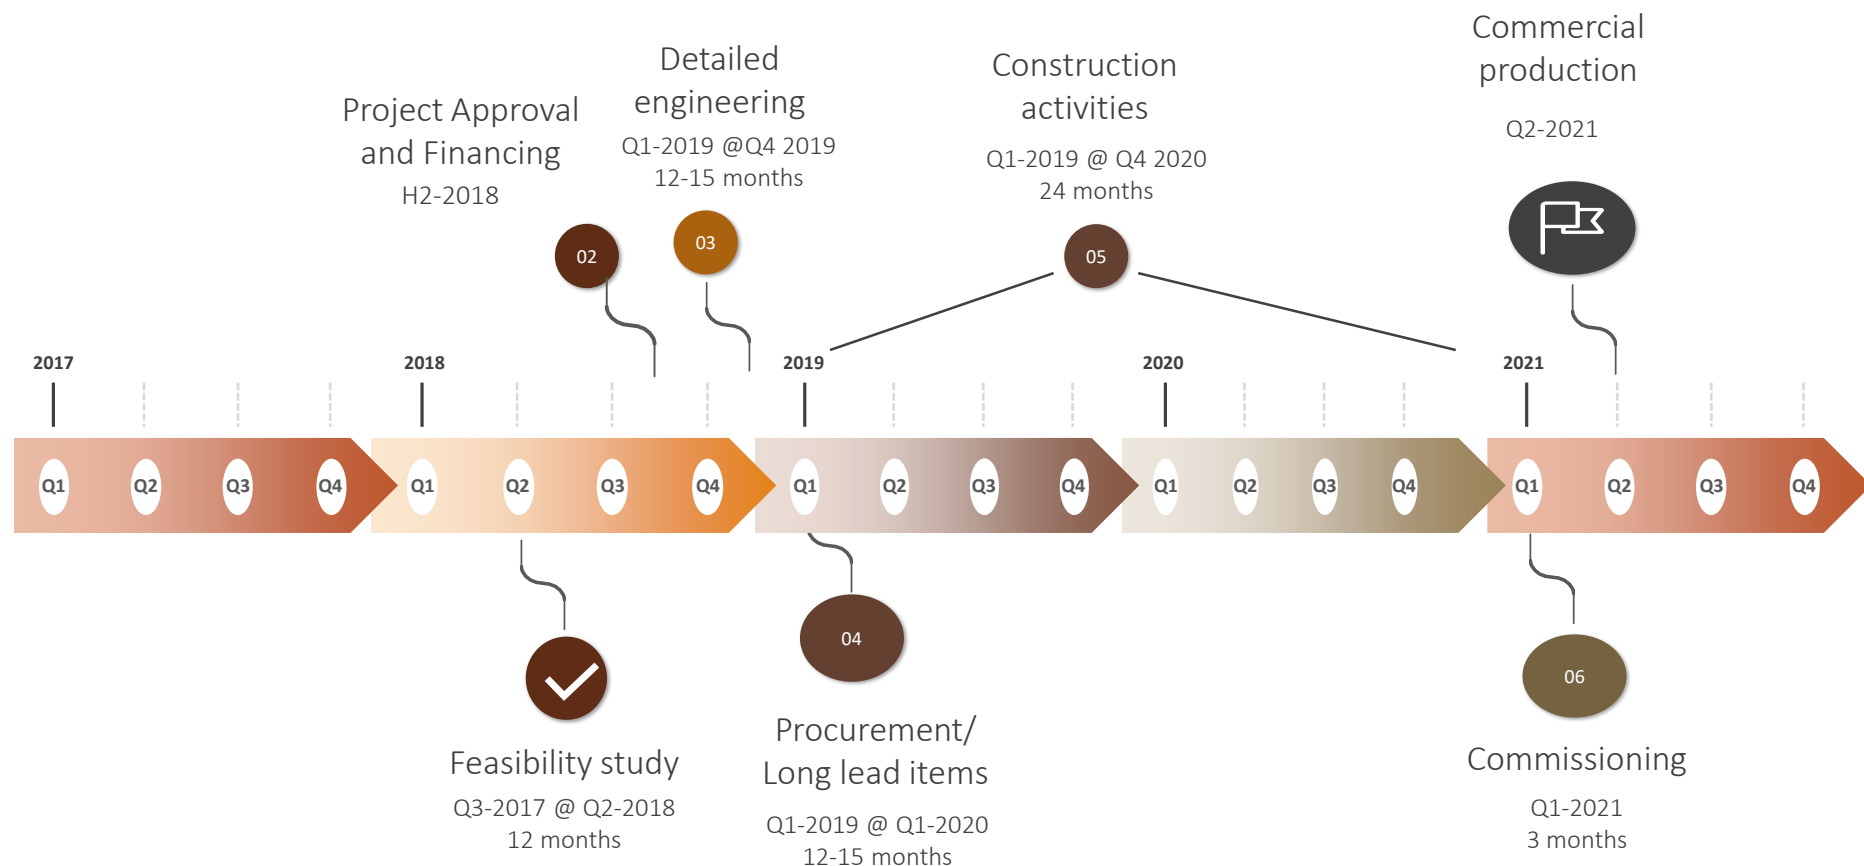 Commercial
production
Q2-2021
Detailed
engineering
Q1-2019 @Q4 2019
12-15 months
Construction
activities
Q1-2019 @ Q4 2020
24 months
Project Approval
and Financing
H2-2018
02
03
05
2017
2018
2019
2020
2021
Q1
Q2
Q3
Q4
Q1
Q2
Q3
Q4
Q1
Q2
Q3
Q4
Q1
Q2
Q3
Q4
Q1
Q2
Q3
Q4
Feasibility study
Q3-2017 @ Q2-2018
12 months
04
Procurement/
Long lead items
Q1-2019 @ Q1-2020
12-15 months
06
Commissioning
Q1-2021
3 months